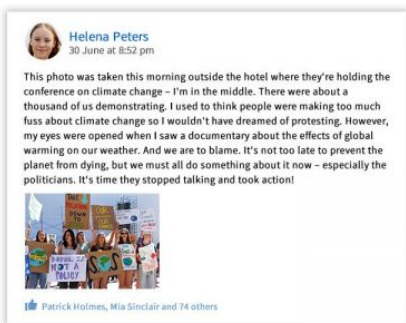 Helena Peters
30 June at 8:52 pm
This photo was taken this morning outside the hotel where they're holding the
conference on climate change – I'm in the middle. There were about a
thousand of us demonstrating. I used to think people were making too much
fuss about climate change so I wouldn't have dreamed of protesting. However,
my eyes were opened when I saw a documentary about the effects of global
warming on our weather. And we are to blame. It's not too late to prevent the
planet from dying, but we must all do something about it now – especially the
politicians. It's time they stopped talking and took action!
DENIAL IS
NOT A
POLICY
SOS
Patrick Holmes, Mia Sinclair and 74 others